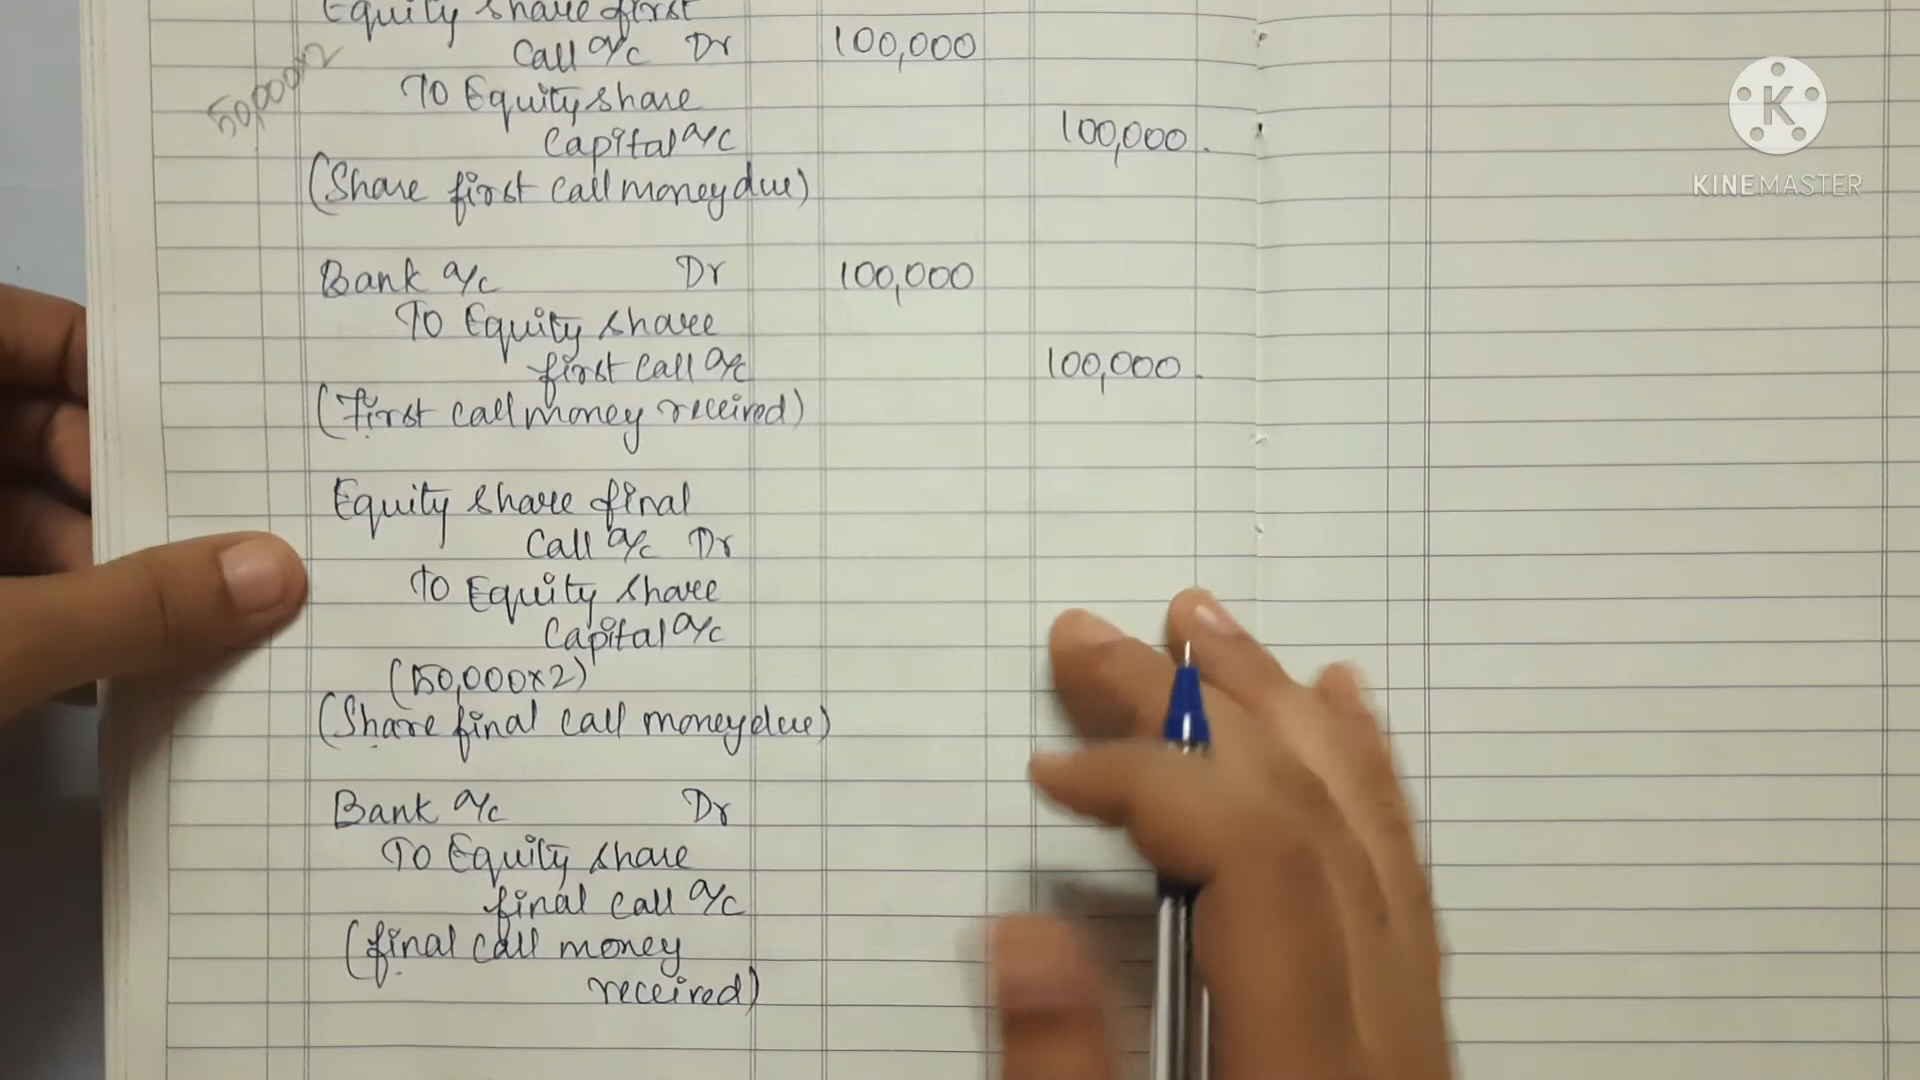 Equity share first
Call a/c Dr 100,000
50,000×2
To Equity share
Capital a/c 100,000.
(Share first call money due)
Bank a/c Dr 100,000
To Equity share
first call a/c 100,000.
(First call money received)
Equity share final
Call a/c Dr
To Equity share
Capital a/c
(50,000×2)
(Share final call money due)
Bank a/c Dr
To Equity share
final call a/c
(final call money
received)
K
KINEMASTER